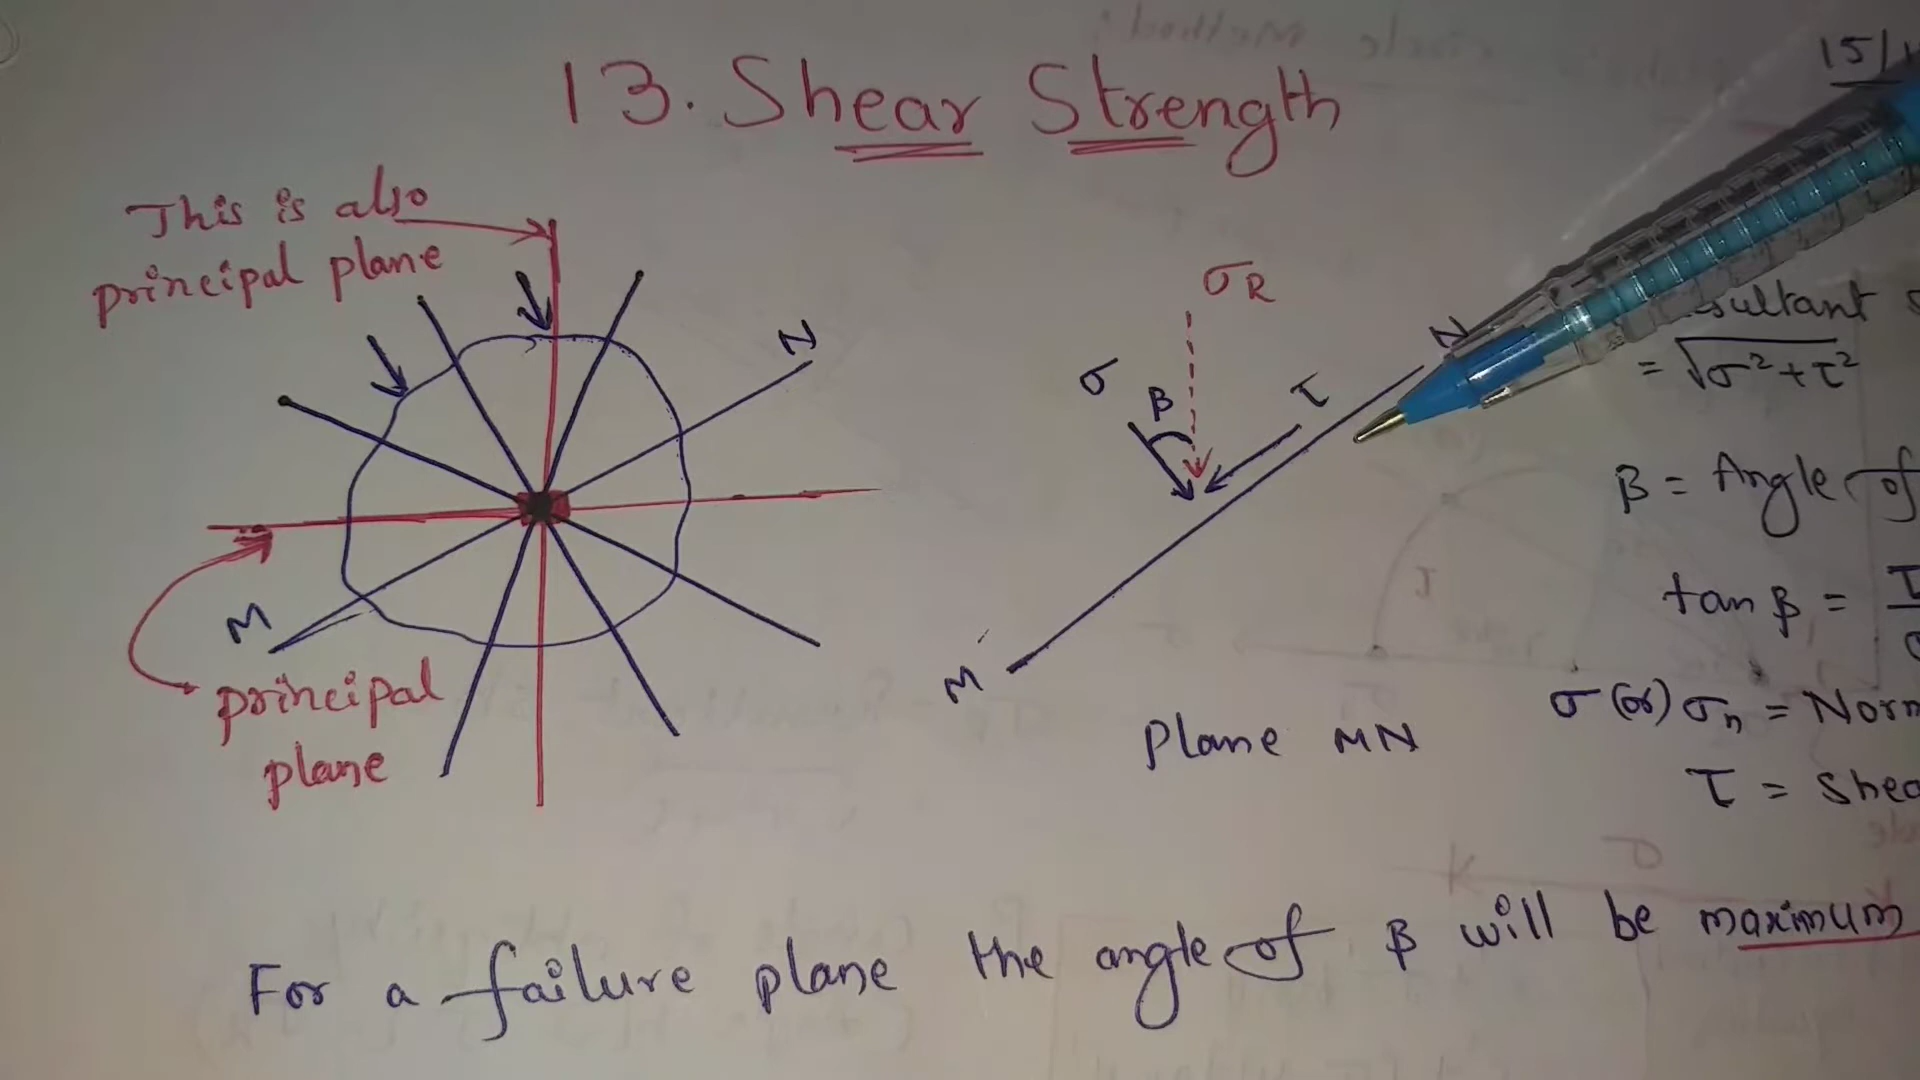 15/1
13. Shear Strength
This is also
principal plane
N
M
principal
plane
σR
σ
β
τ
N
M
Plane MN
sultant
= √σ²+τ²
β = Angle of
tan β = τ
σ (or) σn = Norm
τ = Shea
For a failure plane the angle of β will be maximum